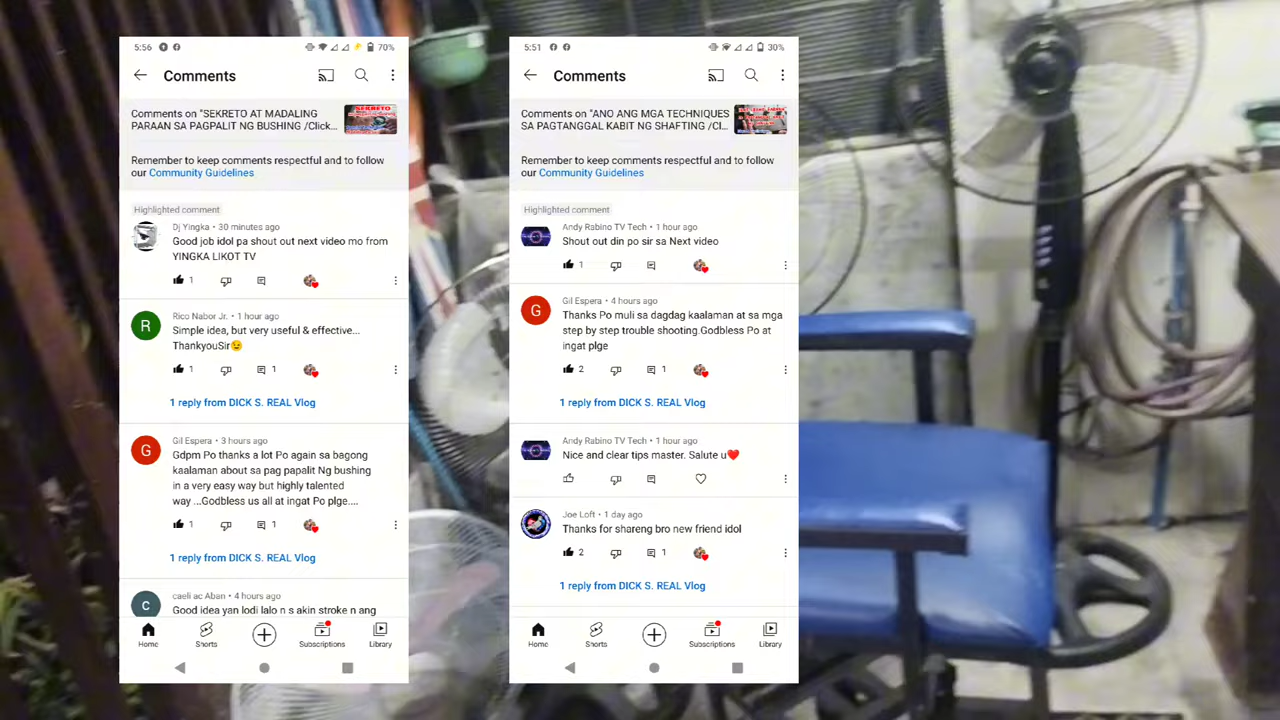 5:56
70%
Comments
Comments on "SEKRETO AT MADALING
PARAAN SA PAGPALIT NG BUSHING /Click...
Remember to keep comments respectful and to follow
our Community Guidelines
Highlighted comment
Dj Yingka • 30 minutes ago
Good job idol pa shout out next video mo from
YINGKA LIKOT TV
1
R
Rico Nabor Jr. • 1 hour ago
Simple idea, but very useful & effective...
ThankyouSir😉
1 1
1 reply from DICK S. REAL Vlog
G
Gil Espera • 3 hours ago
Gdpm Po thanks a lot Po again sa bagong
kaalaman about sa pag papalit Ng bushing
in a very easy way but highly talented
way ...Godbless us all at ingat Po plge....
1 1
1 reply from DICK S. REAL Vlog
c
caeli ac Aban • 4 hours ago
Good idea yan lodi lalo n s akin stroke n ang
Home Shorts Subscriptions Library
5:51
30%
Comments
Comments on "ANO ANG MGA TECHNIQUES
SA PAGTANGGAL KABIT NG SHAFTING /Cl...
Remember to keep comments respectful and to follow
our Community Guidelines
Highlighted comment
Andy Rabino TV Tech • 1 hour ago
Shout out din po sir sa Next video
1
G
Gil Espera • 4 hours ago
Thanks Po muli sa dagdag kaalaman at sa mga
step by step trouble shooting.Godbless Po at
ingat plge
2 1
1 reply from DICK S. REAL Vlog
Andy Rabino TV Tech • 1 hour ago
Nice and clear tips master. Salute u❤️
Joe Loft • 1 day ago
Thanks for shareng bro new friend idol
2 1
1 reply from DICK S. REAL Vlog
Home Shorts Subscriptions Library